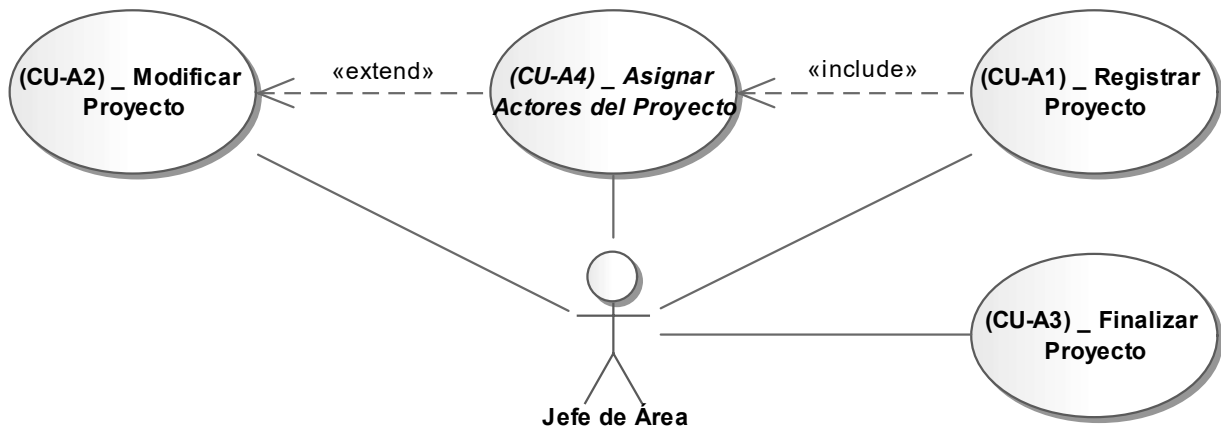 (CU-A2) _ Modificar
Proyecto
«extend»
(CU-A4) _ Asignar
Actores del Proyecto
«include»
(CU-A1) _ Registrar
Proyecto
(CU-A3) _ Finalizar
Proyecto
Jefe de Área